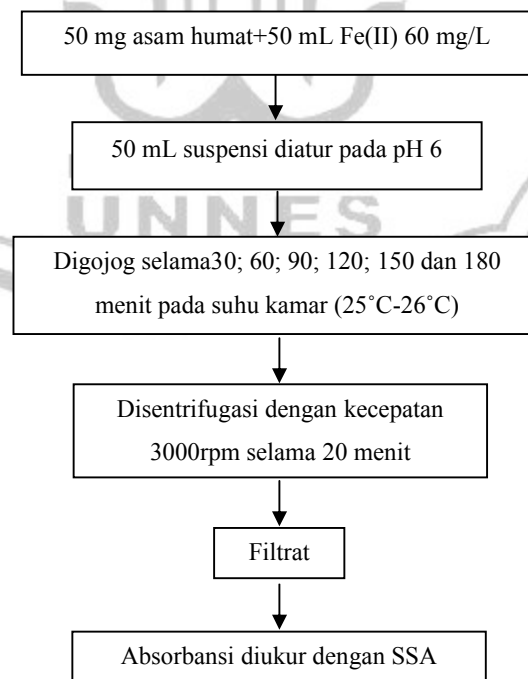 50 mg asam humat+50 mL Fe(II) 60 mg/L
50 mL suspensi diatur pada pH 6
UNNES
Digojog selama30; 60; 90; 120; 150 dan 180
menit pada suhu kamar (25˚C-26˚C)
Disentrifugasi dengan kecepatan
3000rpm selama 20 menit
Filtrat
Absorbansi diukur dengan SSA